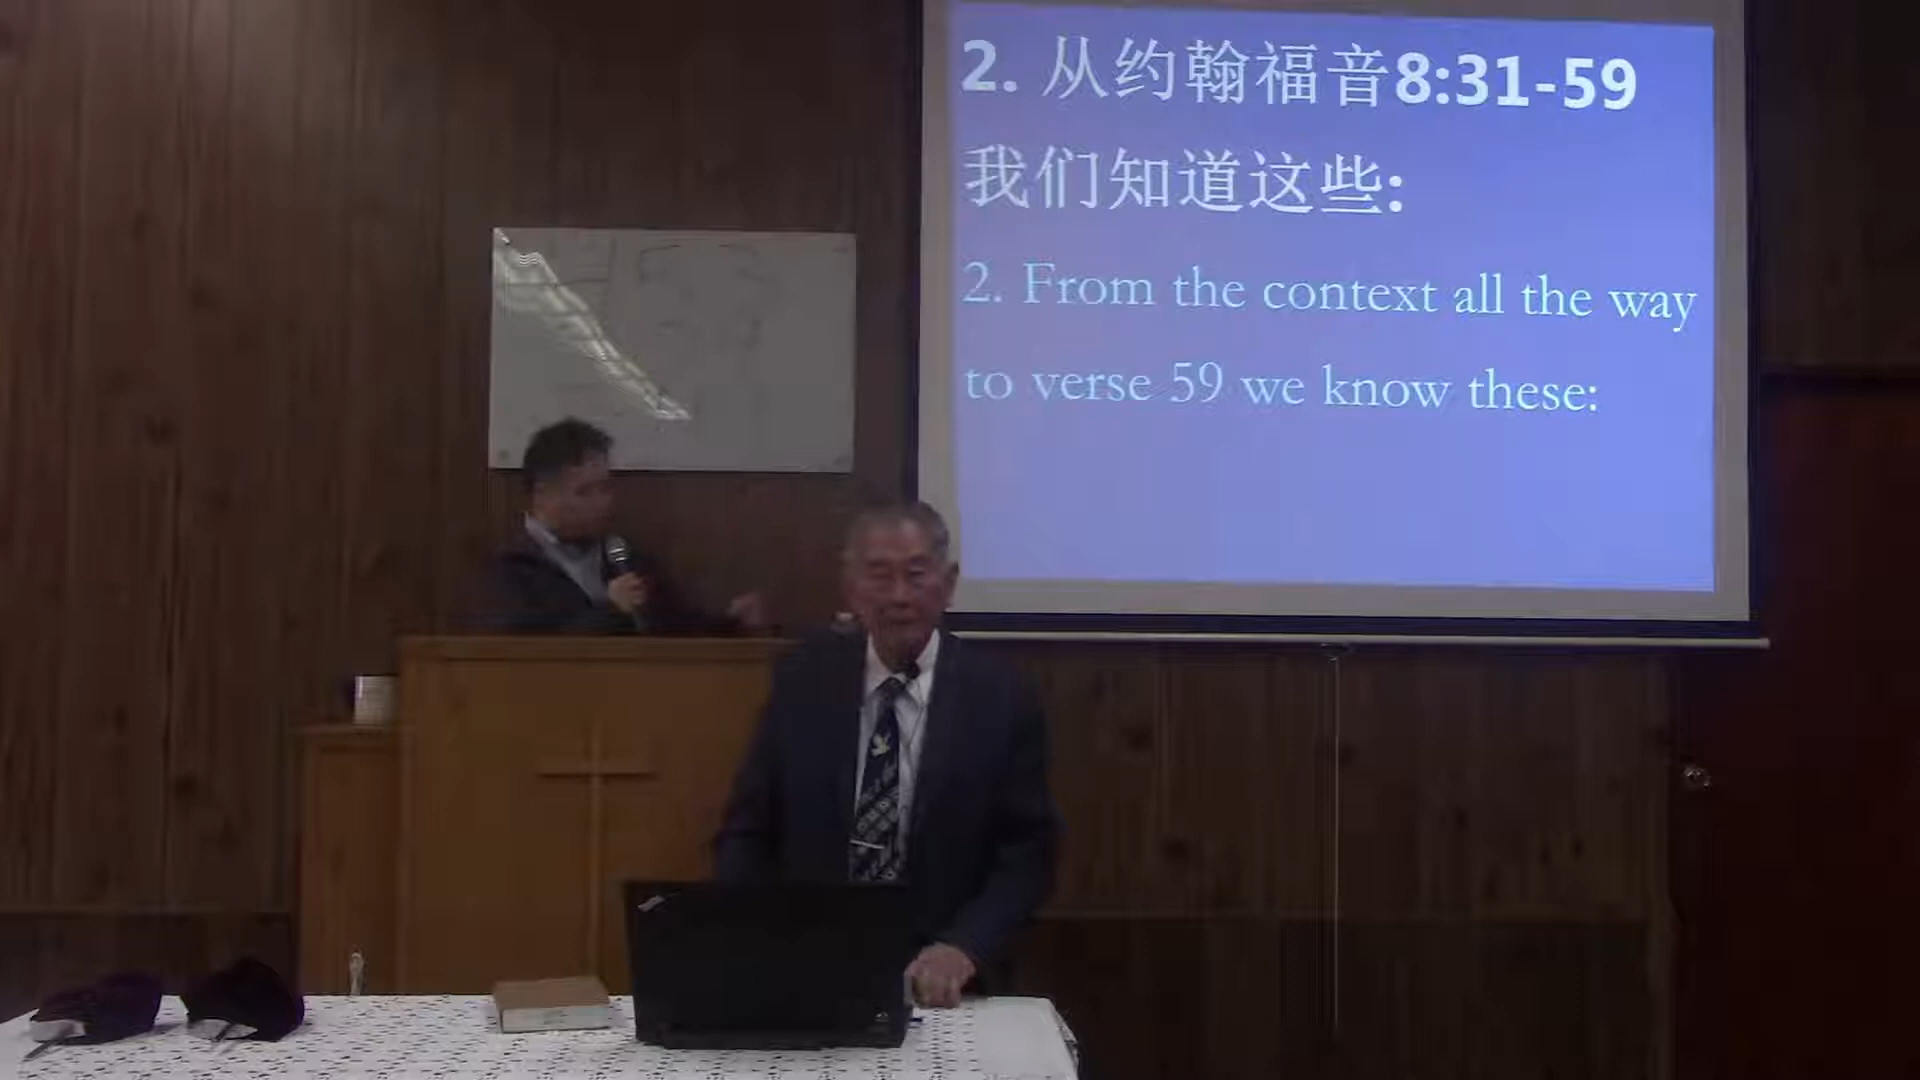 2. 从约翰福音8:31-59
我们知道这些:
2. From the context all the way
to verse 59 we know these: